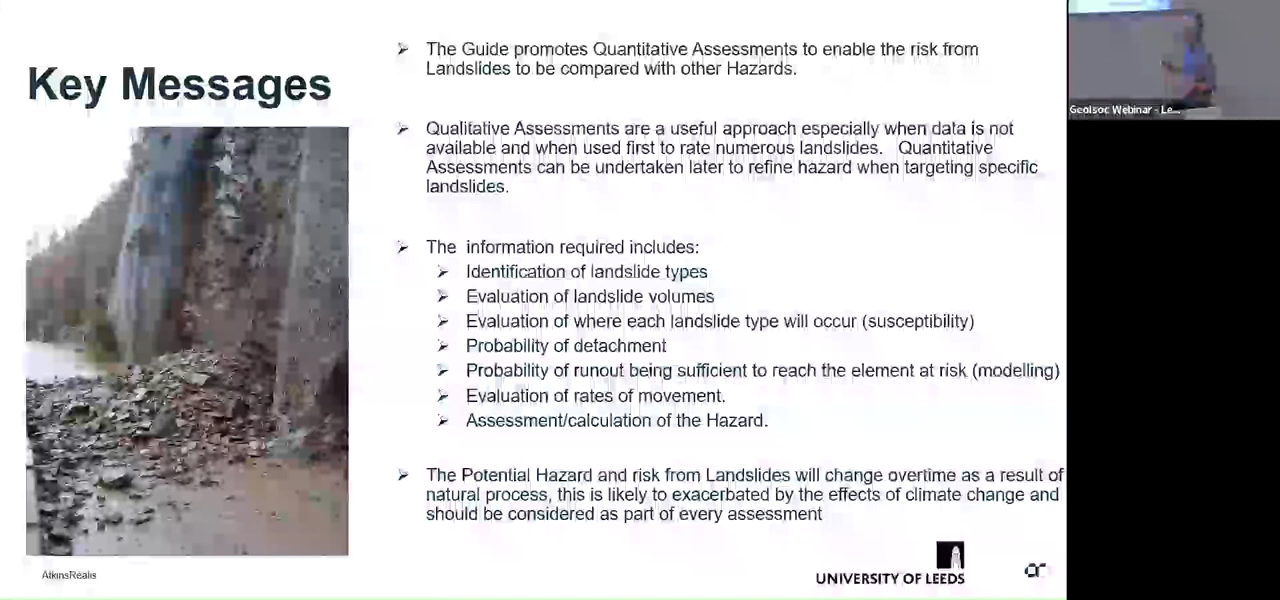 Key Messages
The Guide promotes Quantitative Assessments to enable the risk from
Landslides to be compared with other Hazards.
Qualitative Assessments are a useful approach especially when data is not
available and when used first to rate numerous landslides. Quantitative
Assessments can be undertaken later to refine hazard when targeting specific
landslides.
The information required includes:
Identification of landslide types
Evaluation of landslide volumes
Evaluation of where each landslide type will occur (susceptibility)
Probability of detachment
Probability of runout being sufficient to reach the element at risk (modelling)
Evaluation of rates of movement.
Assessment/calculation of the Hazard.
The Potential Hazard and risk from Landslides will change overtime as a result of
natural process, this is likely to exacerbated by the effects of climate change and
should be considered as part of every assessment
AtkinsRéalis
UNIVERSITY OF LEEDS
Geolsoc Webinar - Le...